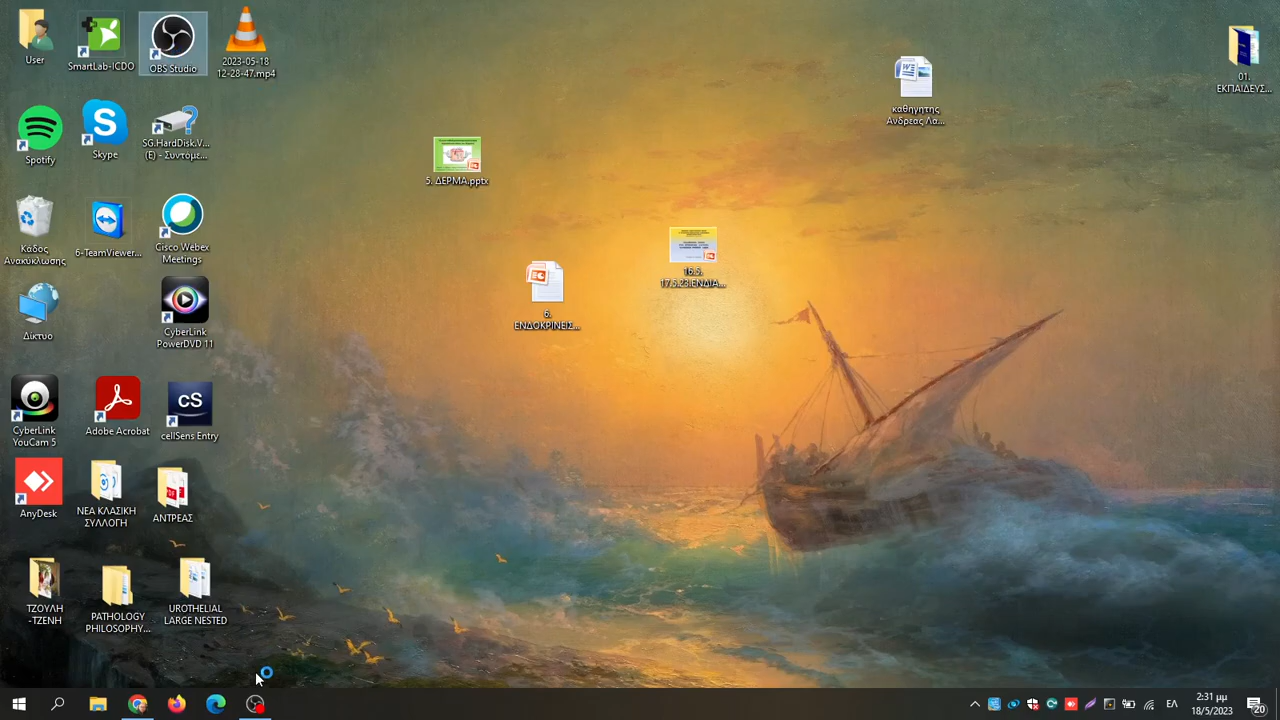 User
SmartLab-ICDO
OBS Studio
2023-05-18
12-28-47.mp4
01.
ΕΚΠΑΙΔΕΥΣ...
καθηγητης
Ανδρεας Λα...
Spotify
Skype
SG.HardDisk.V...
(E) - Συντομε...
5. ΔΕΡΜΑ.pptx
Κάδος
Ανακύκλωσης
6-TeamViewer...
Cisco Webex
Meetings
16.5.
17.5.23.ΕΝΔΙΑ...
6.
ΕΝΔΟΚΡΙΝΕΙΣ...
Δίκτυο
CyberLink
PowerDVD 11
CyberLink
YouCam 5
Adobe Acrobat
cS
cellSens Entry
AnyDesk
ΝΕΑ ΚΛΑΣΙΚΗ
ΣΥΛΛΟΓΗ
ΑΝΤΡΕΑΣ
ΤΖΟΥΛΗ
-ΤΖΕΝΗ
PATHOLOGY
PHILOSOPHY...
UROTHELIAL
LARGE NESTED
ΕΛ
2:31 μμ
18/5/2023
20